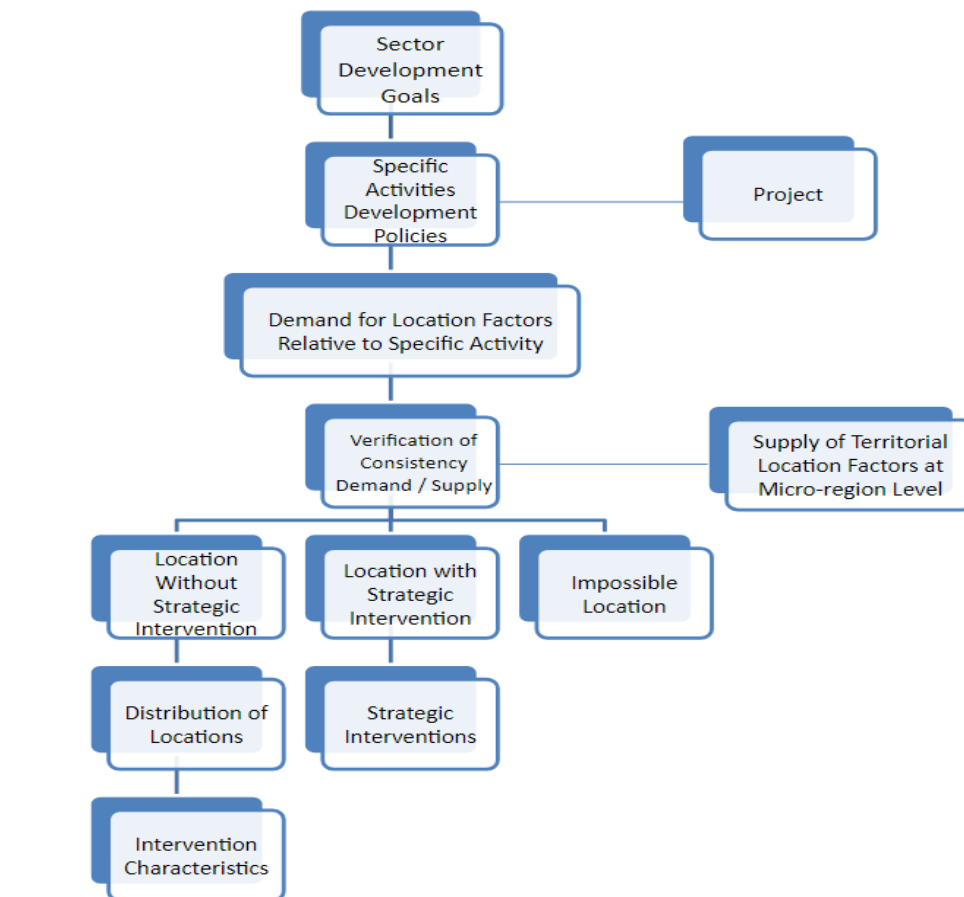 Sector
Development
Goals
Specific
Activities
Development
Policies
Project
Demand for Location Factors
Relative to Specific Activity
Verification of
Consistency
Demand / Supply
Supply of Territorial
Location Factors at
Micro-region Level
Location
Without
Strategic
Intervention
Location with
Strategic
Intervention
Impossible
Location
Distribution of
Locations
Strategic
Interventions
Intervention
Characteristics